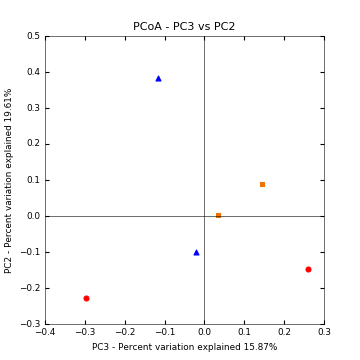 PCoA - PC3 vs PC2
0.5
0.4
0.3
0.2
0.1
0.0
−0.1
−0.2
−0.3
PC2 - Percent variation explained 19.61%
−0.4 −0.3 −0.2 −0.1 0.0 0.1 0.2 0.3
PC3 - Percent variation explained 15.87%